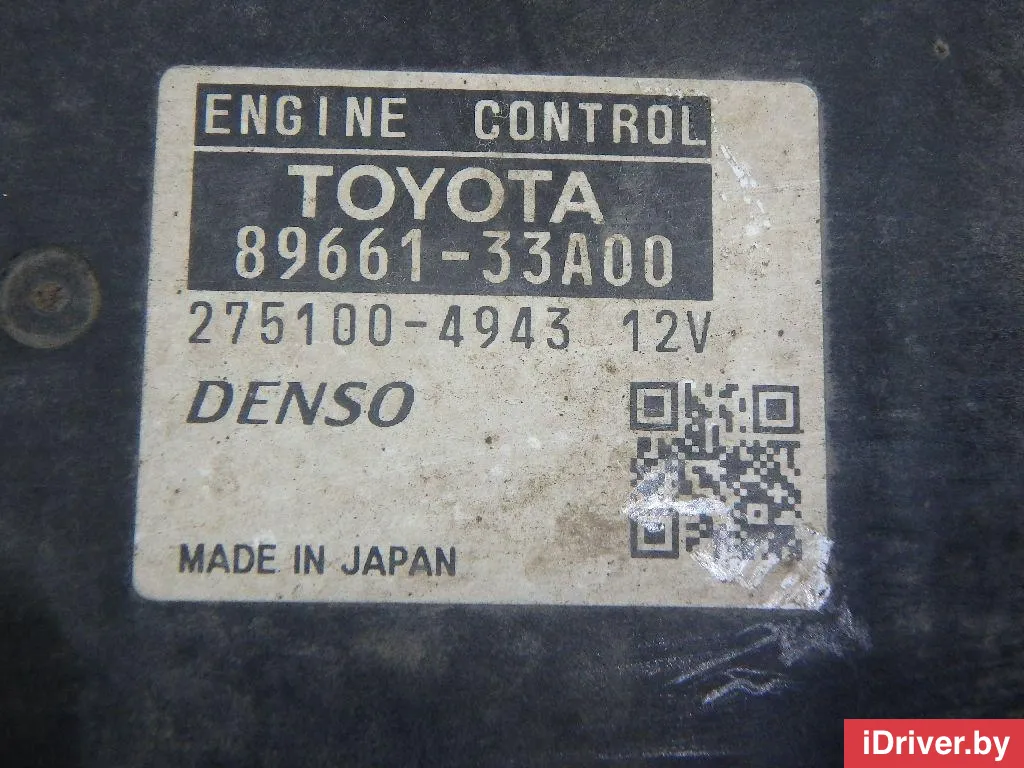 ENGINE CONTROL
TOYOTA
89661-33A00
275100-4943 12V
DENSO
MADE IN JAPAN
iDriver.by